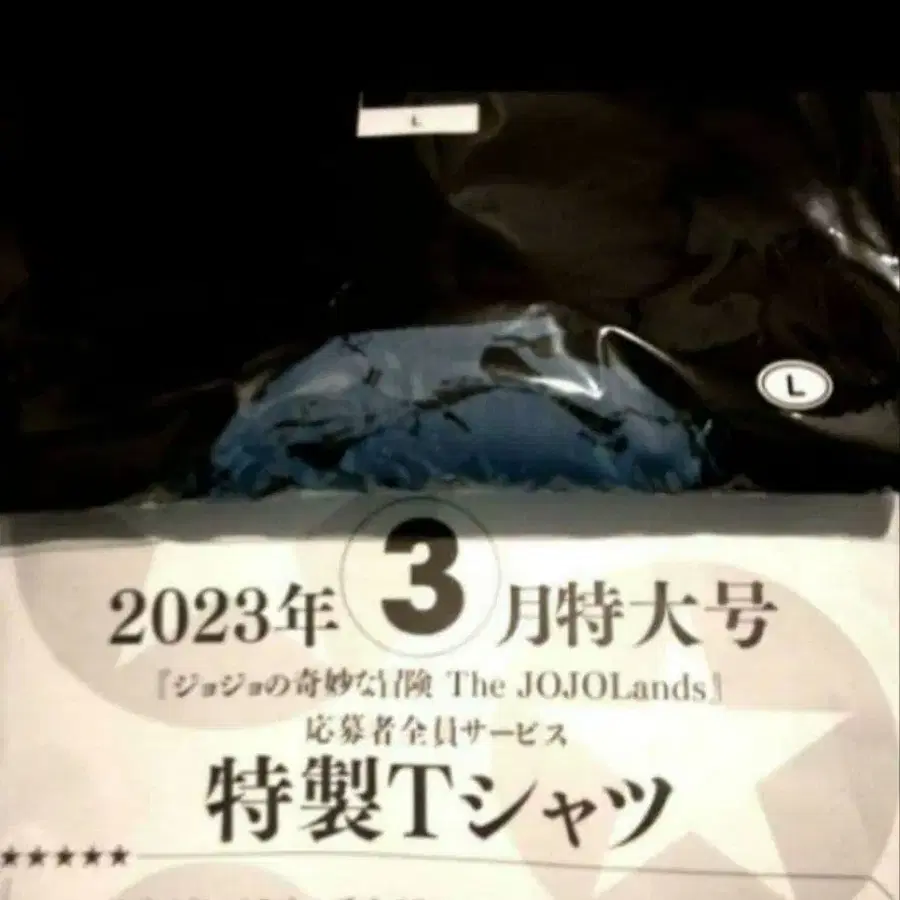 L
L
2023年3月特大号
『ジョジョの奇妙な冒険 The JOJOLands』
応募者全員サービス
特製Tシャツ
★★★★★